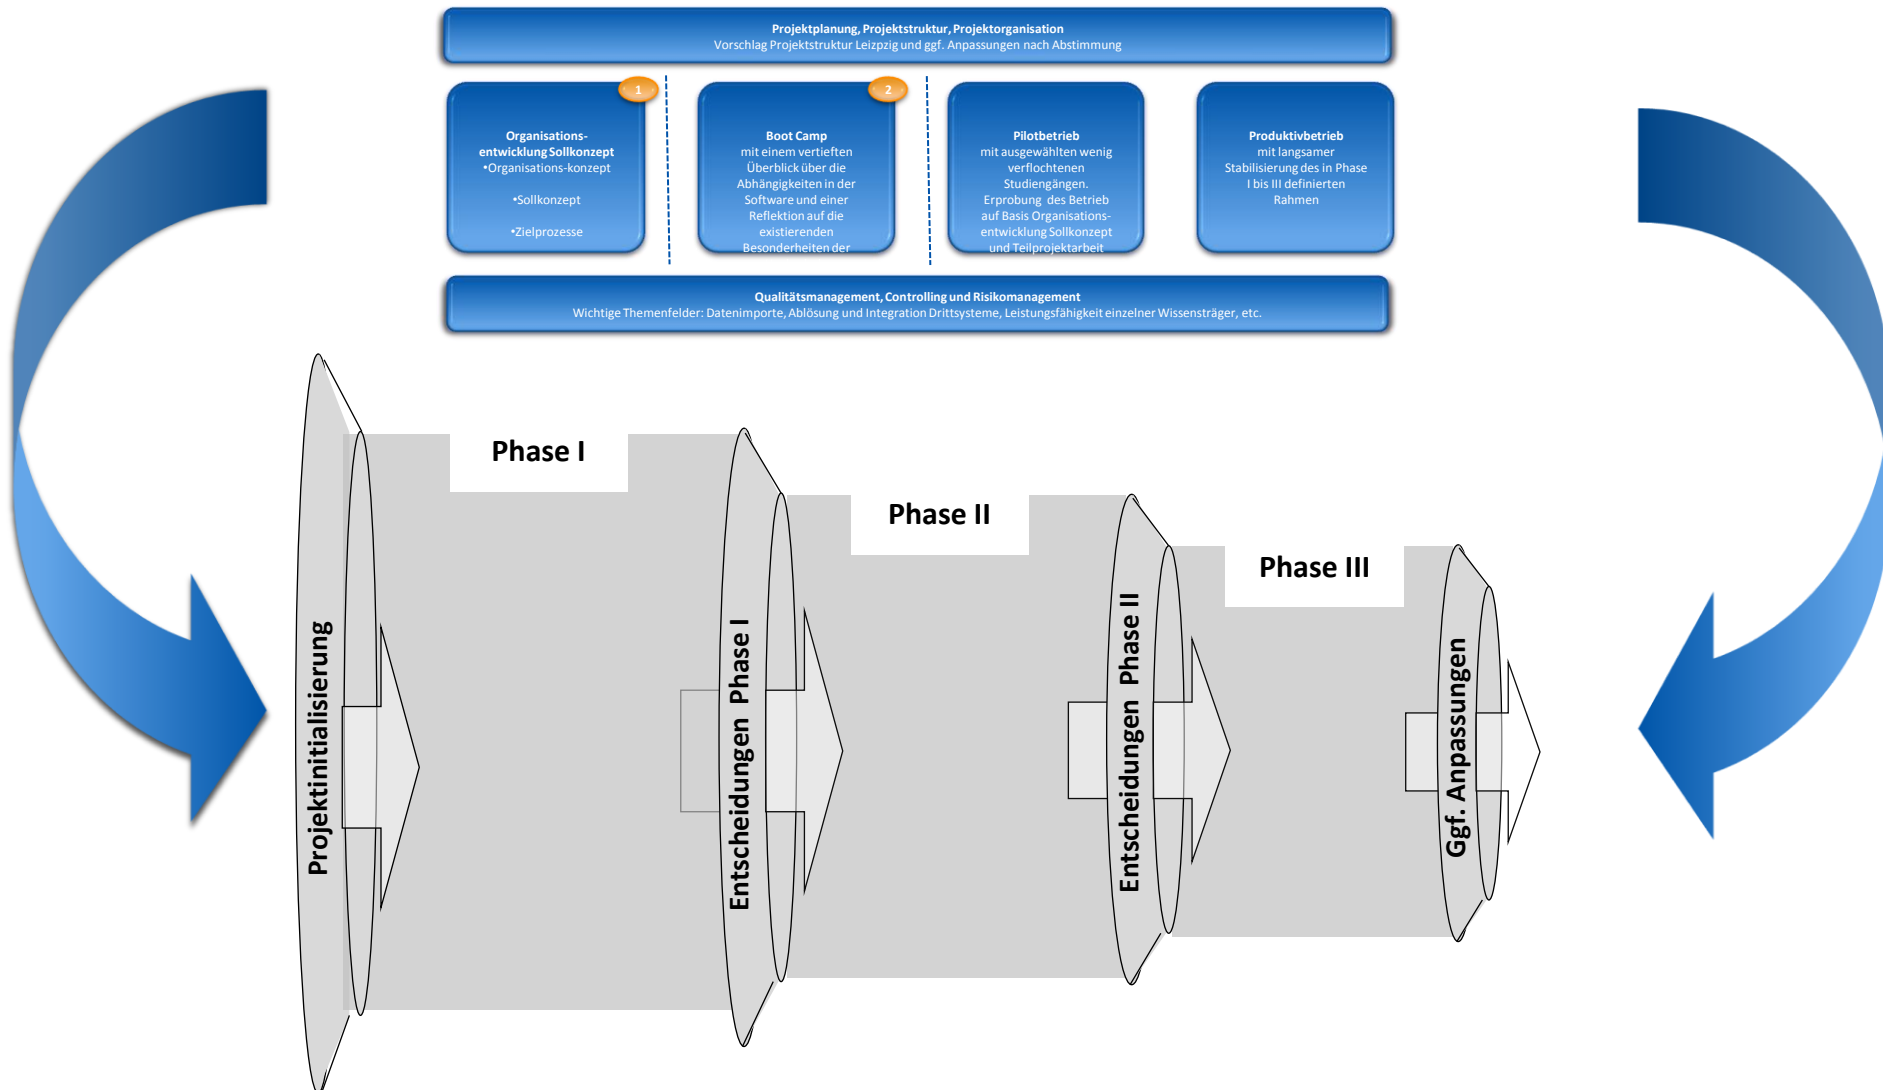 Projektplanung, Projektstruktur, Projektorganisation
Vorschlag Projektstruktur Leizpzig und ggf. Anpassungen nach Abstimmung
1
Organisations-
entwicklung Sollkonzept
•Organisations-konzept
•Sollkonzept
•Zielprozesse
2
Boot Camp
mit einem vertieften
Überblick über die
Abhängigkeiten in der
Software und einer
Reflektion auf die
existierenden
Besonderheiten der
Pilotbetrieb
mit ausgewählten wenig
verflochtenen
Studiengängen.
Erprobung des Betrieb
auf Basis Organisations-
entwicklung Sollkonzept
und Teilprojektarbeit
Produktivbetrieb
mit langsamer
Stabilisierung des in Phase
I bis III definierten
Rahmen
Qualitätsmanagement, Controlling und Risikomanagement
Wichtige Themenfelder: Datenimporte, Ablösung und Integration Drittsysteme, Leistungsfähigkeit einzelner Wissensträger, etc.
Phase I
Phase II
Phase III
Projektinitialisierung
Entscheidungen Phase I
Entscheidungen Phase II
Ggf. Anpassungen